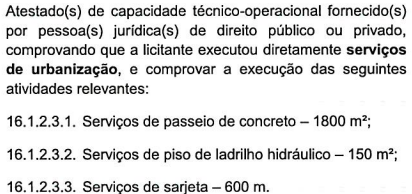 Atestado(s) de capacidade técnico-operacional fornecido(s)
por pessoa(s) jurídica(s) de direito público ou privado,
comprovando que a licitante executou diretamente serviços
de urbanização, e comprovar a execução das seguintes
atividades relevantes:
16.1.2.3.1. Serviços de passeio de concreto – 1800 m²;
16.1.2.3.2. Serviços de piso de ladrilho hidráulico – 150 m²;
16.1.2.3.3. Serviços de sarjeta – 600 m.